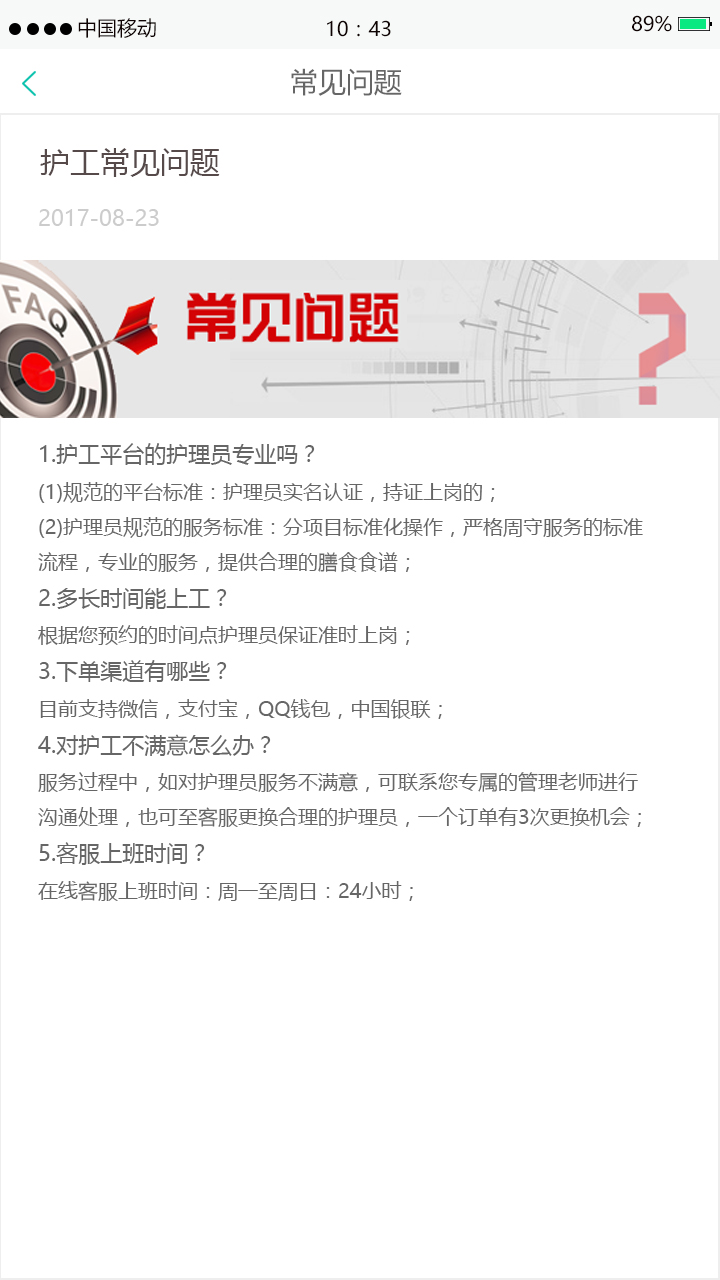 中国移动
10：43
89%
常见问题
护工常见问题
2017-08-23
FAQ
常见问题
?
1.护工平台的护理员专业吗？
(1)规范的平台标准：护理员实名认证，持证上岗的；
(2)护理员规范的服务标准：分项目标准化操作，严格周守服务的标准
流程，专业的服务，提供合理的膳食食谱；
2.多长时间能上工？
根据您预约的时间点护理员保证准时上岗；
3.下单渠道有哪些？
目前支持微信，支付宝，QQ钱包，中国银联；
4.对护工不满意怎么办？
服务过程中，如对护理员服务不满意，可联系您专属的管理老师进行
沟通处理，也可至客服更换合理的护理员，一个订单有3次更换机会；
5.客服上班时间？
在线客服上班时间：周一至周日：24小时；